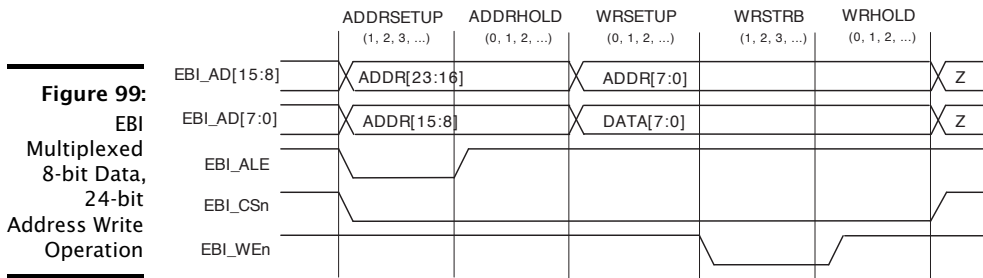 ADDRSETUP ADDRHOLD WRSETUP WRSTRB WRHOLD
(1, 2, 3, ...) (0, 1, 2, ...) (0, 1, 2, ...) (1, 2, 3, ...) (0, 1, 2, ...)
EBI_AD[15:8] ADDR[23:16] ADDR[7:0] Z
EBI_AD[7:0] ADDR[15:8] DATA[7:0] Z
EBI_ALE
EBI_CSn
EBI_WEn
Figure 99:
EBI
Multiplexed
8-bit Data,
24-bit
Address Write
Operation